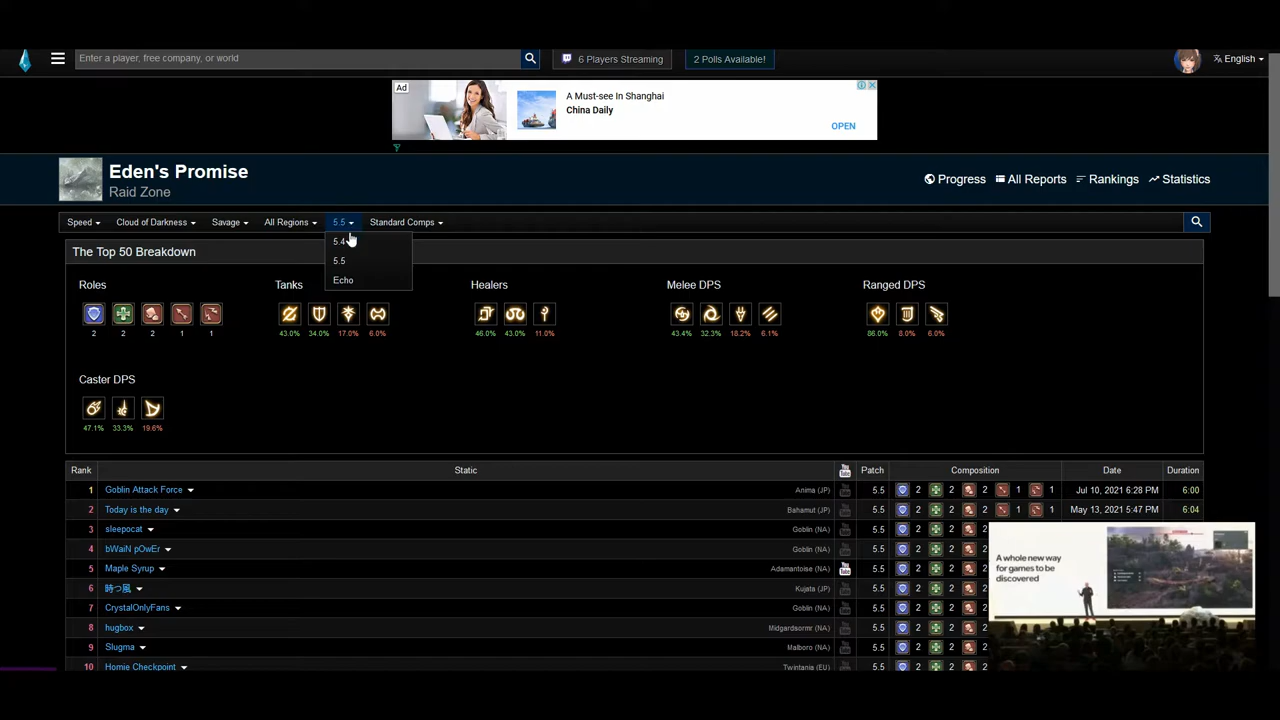 Enter a player, free company, or world
6 Players Streaming
2 Polls Available!
English
Ad
A Must-see In Shanghai
China Daily
OPEN
Eden's Promise
Raid Zone
Progress
All Reports
Rankings
Statistics
Speed
Cloud of Darkness
Savage
All Regions
5.5
Standard Comps
5.4
5.5
Echo
The Top 50 Breakdown
Roles
Tanks
Healers
Melee DPS
Ranged DPS
2 2 2 1 1
43.0% 34.0% 17.0% 6.0%
46.0% 43.0% 11.0%
43.4% 32.3% 18.2% 6.1%
86.0% 8.0% 6.0%
Caster DPS
47.1% 33.3% 19.6%
Rank Static Patch Composition Date Duration
1 Goblin Attack Force Anima (JP) 5.5 2 2 2 1 1 Jul 10, 2021 6:28 PM 6:00
2 Today is the day Bahamut (JP) 5.5 2 2 2 1 1 May 13, 2021 5:47 PM 6:04
3 sleepocat Goblin (NA) 5.5 2 2
4 bWaiN pOwEr Goblin (NA) 5.5 2 2
5 Maple Syrup Adamantoise (NA) 5.5 2 2
6 時つ風 Kujata (JP) 5.5 2 2
7 CrystalOnlyFans Goblin (NA) 5.5 2 2
8 hugbox Midgardsormr (NA) 5.5 2 2
9 Slugma Malboro (NA) 5.5 2 2
10 Homie Checkpoint Twintania (EU) 5.5 2 2
A whole new way
for games to be
discovered